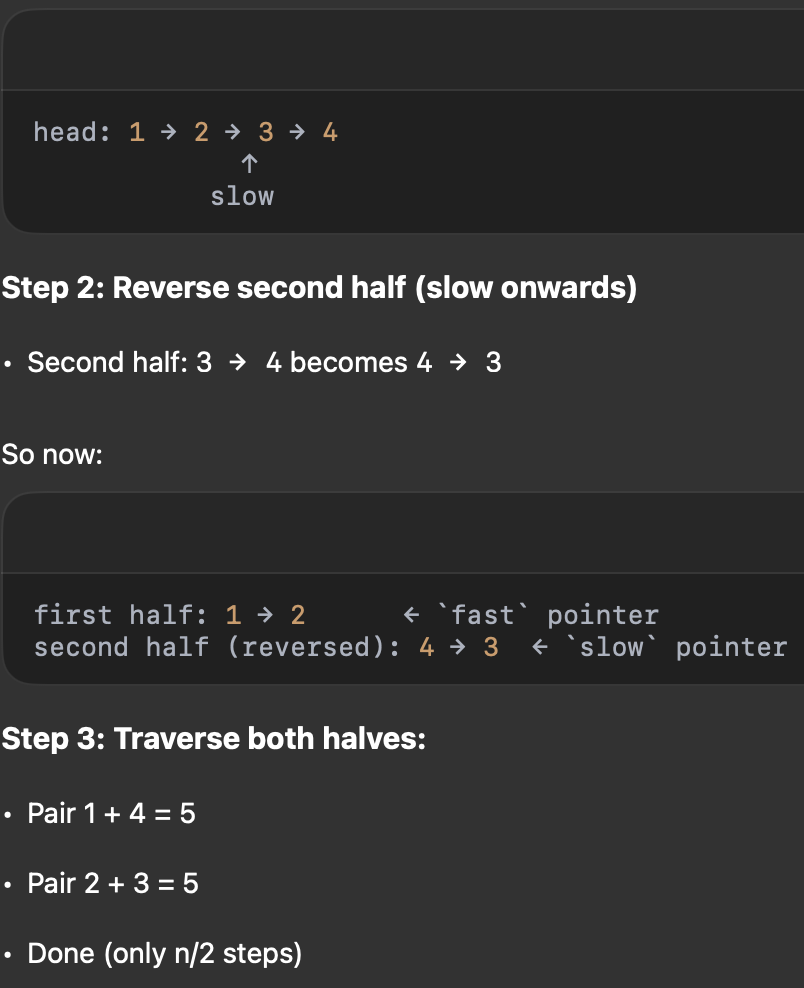 head: 1 → 2 → 3 → 4
↑
slow
Step 2: Reverse second half (slow onwards)
• Second half: 3 → 4 becomes 4 → 3
So now:
first half: 1 → 2 ← `fast` pointer
second half (reversed): 4 → 3 ← `slow` pointer
Step 3: Traverse both halves:
• Pair 1 + 4 = 5
• Pair 2 + 3 = 5
• Done (only n/2 steps)